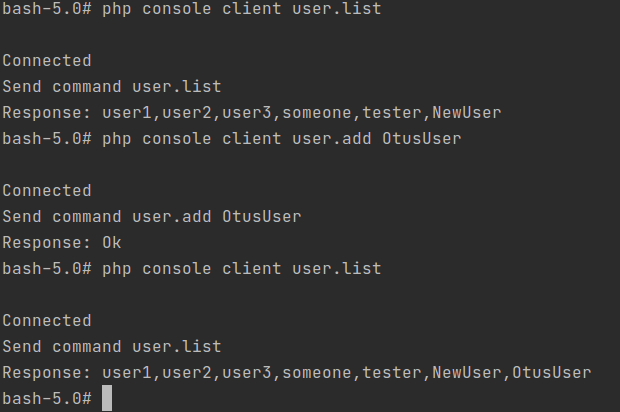 bash-5.0# php console client user.list
Connected
Send command user.list
Response: user1,user2,user3,someone,tester,NewUser
bash-5.0# php console client user.add OtusUser
Connected
Send command user.add OtusUser
Response: Ok
bash-5.0# php console client user.list
Connected
Send command user.list
Response: user1,user2,user3,someone,tester,NewUser,OtusUser
bash-5.0#